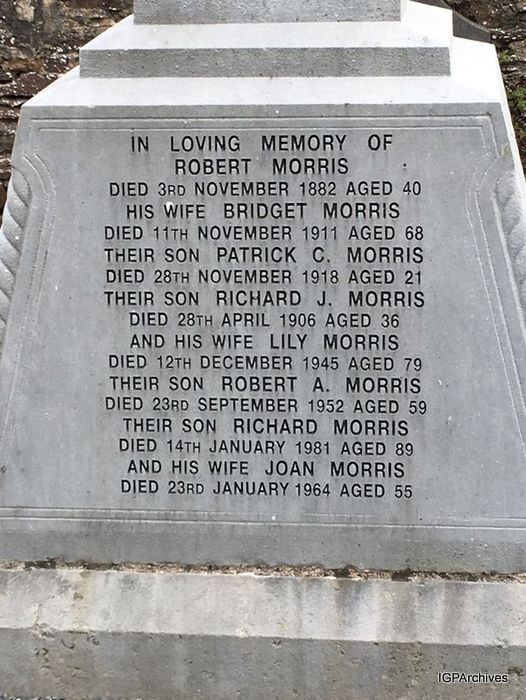 IN LOVING MEMORY OF
ROBERT MORRIS
DIED 3RD NOVEMBER 1882 AGED 40
HIS WIFE BRIDGET MORRIS
DIED 11TH NOVEMBER 1911 AGED 68
THEIR SON PATRICK C. MORRIS
DIED 28TH NOVEMBER 1918 AGED 21
THEIR SON RICHARD J. MORRIS
DIED 28TH APRIL 1906 AGED 36
AND HIS WIFE LILY MORRIS
DIED 12TH DECEMBER 1945 AGED 79
THEIR SON ROBERT A. MORRIS
DIED 23RD SEPTEMBER 1952 AGED 59
THEIR SON RICHARD MORRIS
DIED 14TH JANUARY 1981 AGED 89
AND HIS WIFE JOAN MORRIS
DIED 23RD JANUARY 1964 AGED 55
IGPArchives